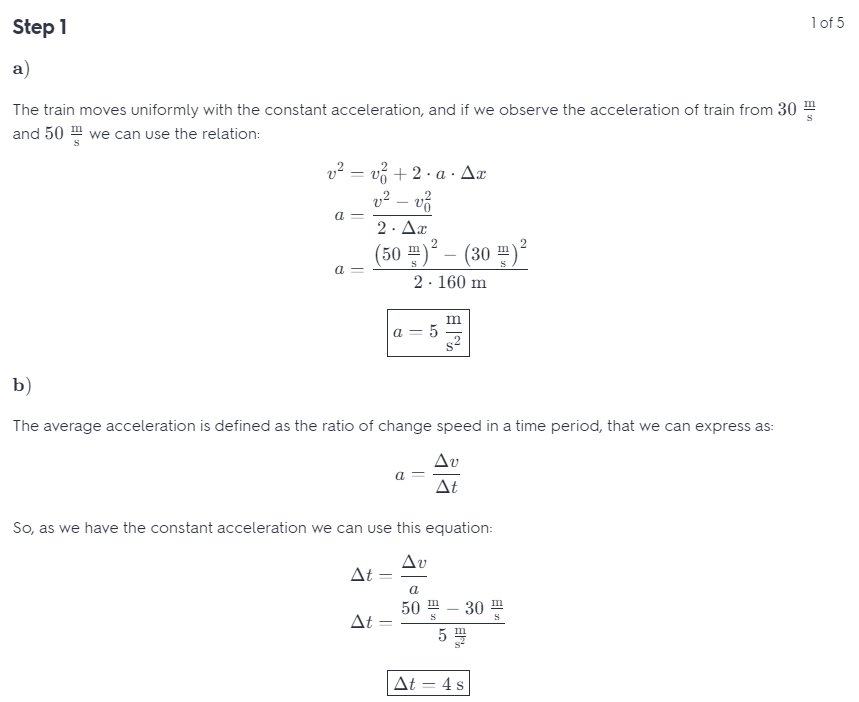 Step 1
1 of 5
a)
The train moves uniformly with the constant acceleration, and if we observe the acceleration of train from 30 m/s
and 50 m/s we can use the relation:
v² = v₀² + 2 · a · Δx
a = (v² − v₀²) / (2 · Δx)
a = ((50 m/s)² − (30 m/s)²) / (2 · 160 m)
a = 5 m/s²
b)
The average acceleration is defined as the ratio of change speed in a time period, that we can express as:
a = Δv / Δt
So, as we have the constant acceleration we can use this equation:
Δt = Δv / a
Δt = (50 m/s − 30 m/s) / (5 m/s²)
Δt = 4 s